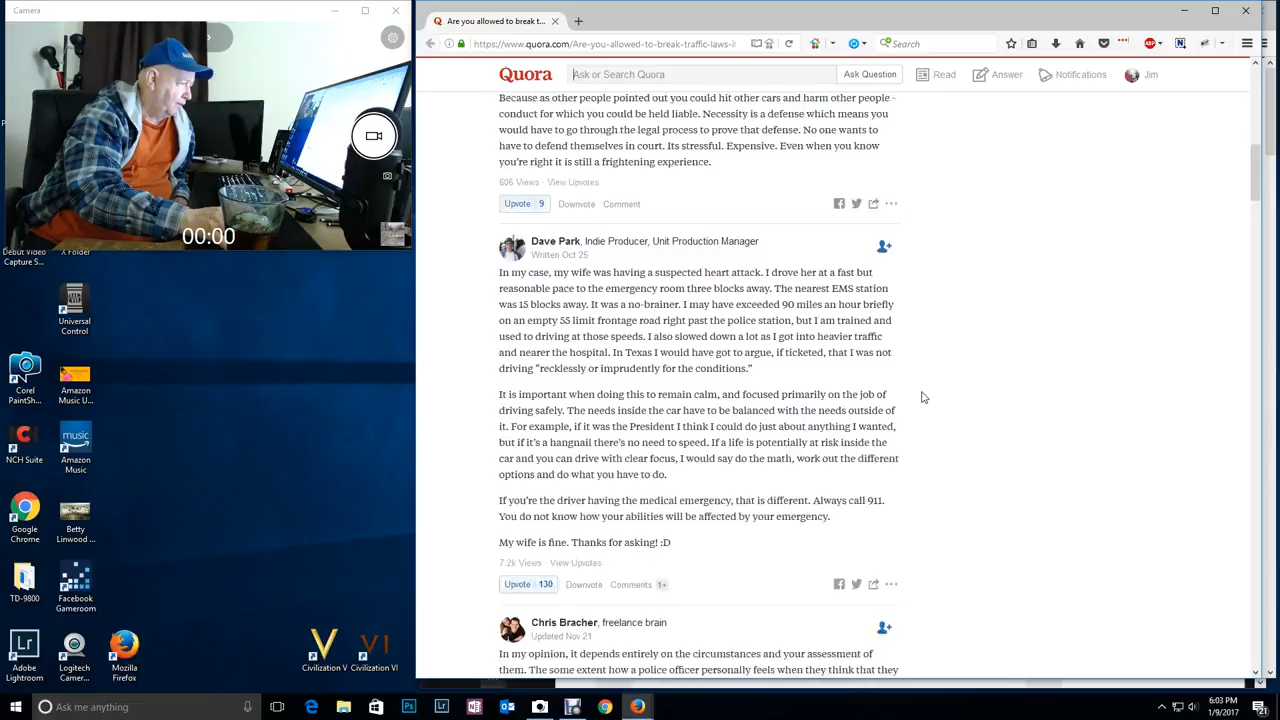 Camera
00:00
Debut Video
Capture S...
X Folder
Universal
Control
Corel
PaintSh...
Amazon
Music U...
NCH Suite
Amazon
Music
Google
Chrome
Betty
Linwood ...
TD-9800
Facebook
Gameroom
Adobe
Lightroom
Logitech
Camer...
Mozilla
Firefox
Civilization V
Civilization VI
Are you allowed to break t...
https://www.quora.com/Are-you-allowed-to-break-traffic-laws-i
Search
Quora
Ask or Search Quora
Ask Question
Read
Answer
Notifications
Jim
Because as other people pointed out you could hit other cars and harm other people -
conduct for which you could be held liable. Necessity is a defense which means you
would have to go through the legal process to prove that defense. No one wants to
have to defend themselves in court. Its stressful. Expensive. Even when you know
you're right it is still a frightening experience.
606 Views · View Upvotes
Upvote 9 Downvote Comment
Dave Park, Indie Producer, Unit Production Manager
Written Oct 25
In my case, my wife was having a suspected heart attack. I drove her at a fast but
reasonable pace to the emergency room three blocks away. The nearest EMS station
was 15 blocks away. It was a no-brainer. I may have exceeded 90 miles an hour briefly
on an empty 55 limit frontage road right past the police station, but I am trained and
used to driving at those speeds. I also slowed down a lot as I got into heavier traffic
and nearer the hospital. In Texas I would have got to argue, if ticketed, that I was not
driving “recklessly or imprudently for the conditions.”
It is important when doing this to remain calm, and focused primarily on the job of
driving safely. The needs inside the car have to be balanced with the needs outside of
it. For example, if it was the President I think I could do just about anything I wanted,
but if it's a hangnail there's no need to speed. If a life is potentially at risk inside the
car and you can drive with clear focus, I would say do the math, work out the different
options and do what you have to do.
If you're the driver having the medical emergency, that is different. Always call 911.
You do not know how your abilities will be affected by your emergency.
My wife is fine. Thanks for asking! :D
7.2k Views · View Upvotes
Upvote 130 Downvote Comments 1+
Chris Bracher, freelance brain
Updated Nov 21
In my opinion, it depends entirely on the circumstances and your assessment of
them. The some extent how a police officer personally feels when they think that they
Ask me anything
6:03 PM
1/9/2017
21